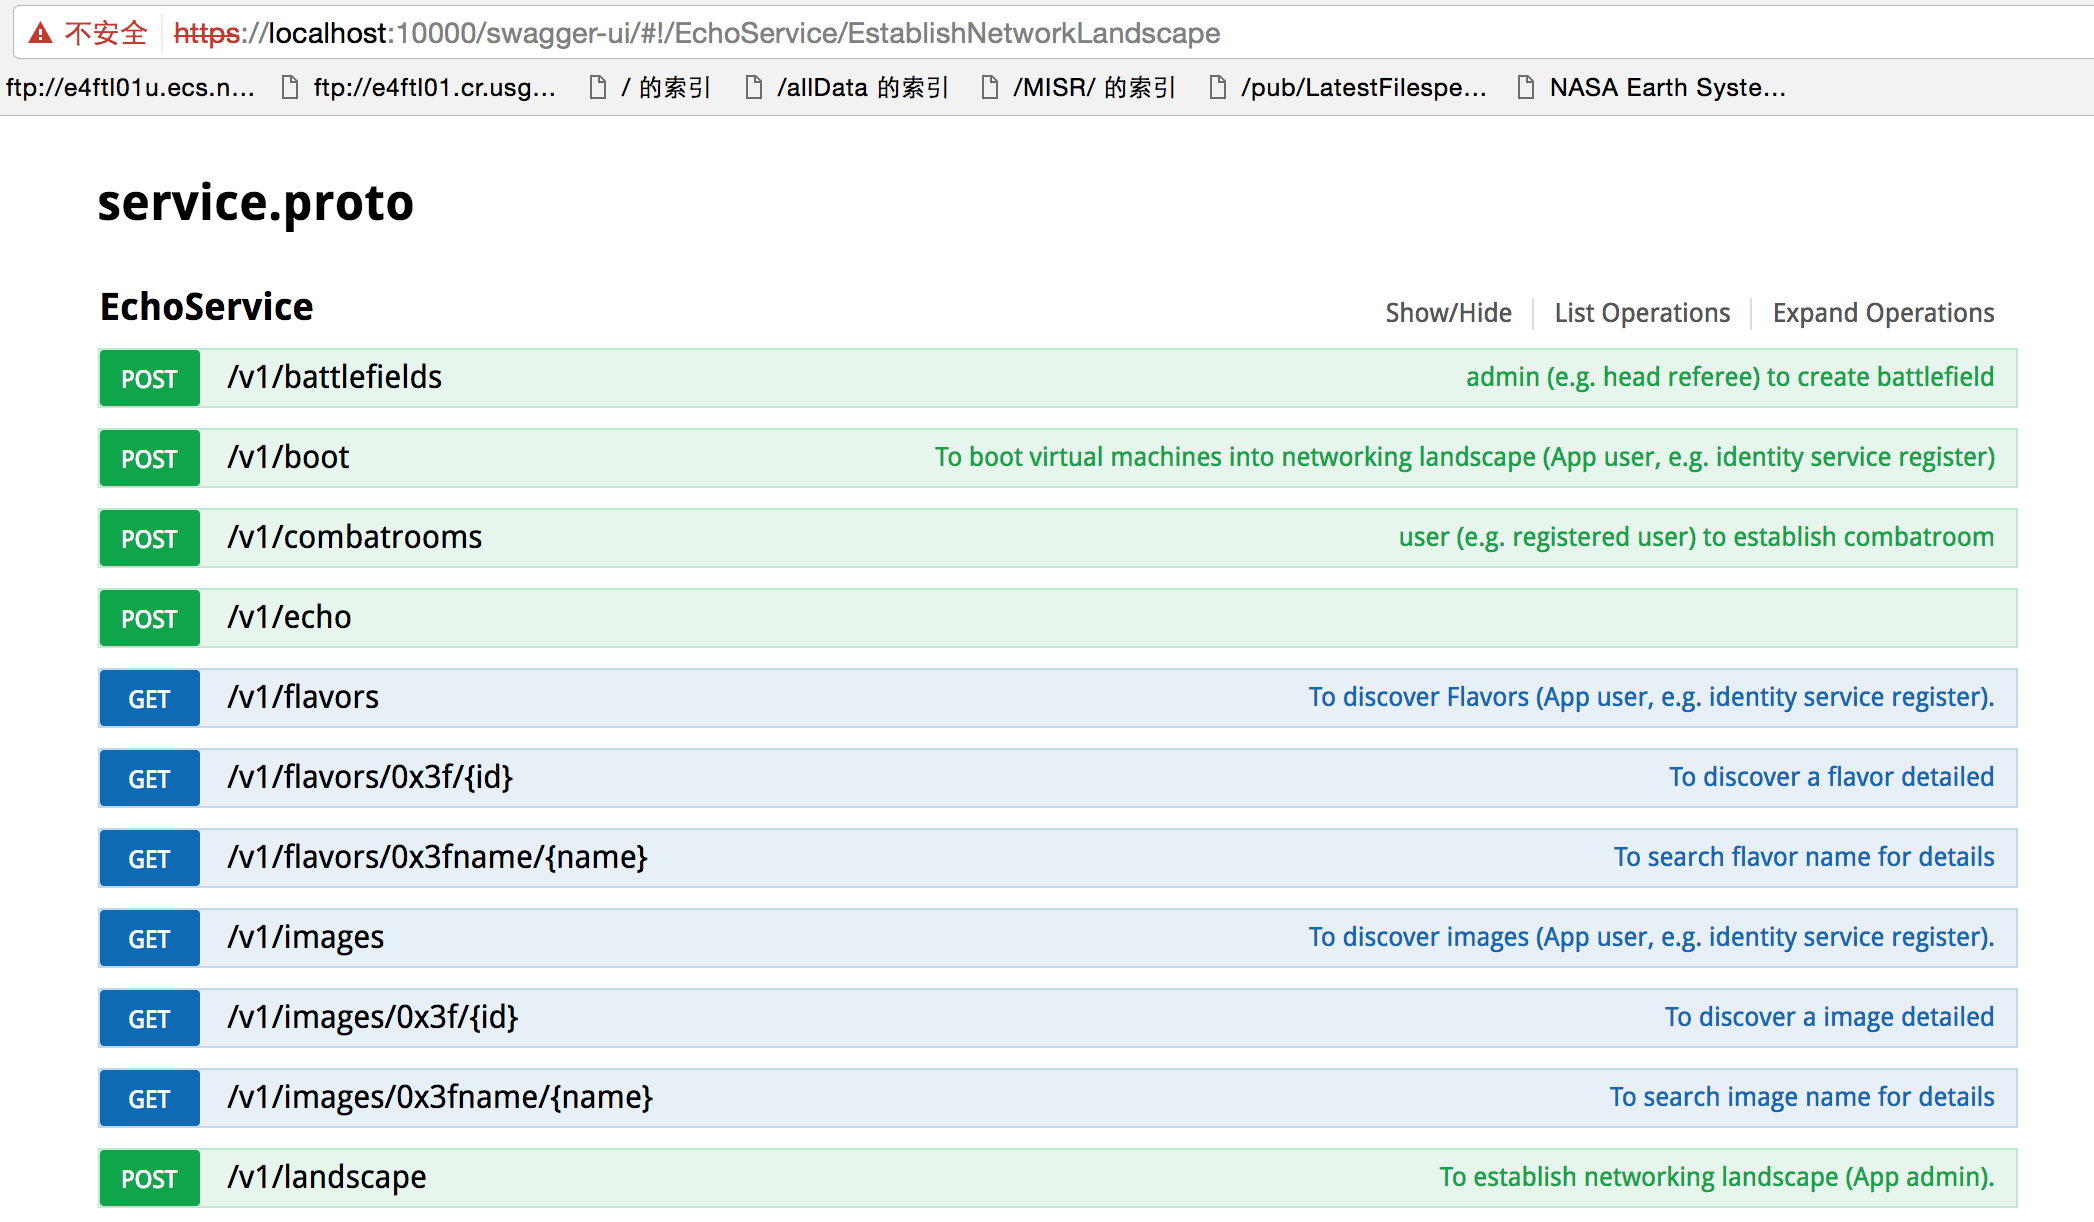 不安全 https://localhost:10000/swagger-ui/#!/EchoService/EstablishNetworkLandscape
ftp://e4ftl01u.ecs.n... ftp://e4ftl01.cr.usg... / 的索引 /allData 的索引 /MISR/ 的索引 /pub/LatestFilespe... NASA Earth Syste...
service.proto
EchoService Show/Hide List Operations Expand Operations
POST /v1/battlefields admin (e.g. head referee) to create battlefield
POST /v1/boot To boot virtual machines into networking landscape (App user, e.g. identity service register)
POST /v1/combatrooms user (e.g. registered user) to establish combatroom
POST /v1/echo
GET /v1/flavors To discover Flavors (App user, e.g. identity service register).
GET /v1/flavors/0x3f/{id} To discover a flavor detailed
GET /v1/flavors/0x3fname/{name} To search flavor name for details
GET /v1/images To discover images (App user, e.g. identity service register).
GET /v1/images/0x3f/{id} To discover a image detailed
GET /v1/images/0x3fname/{name} To search image name for details
POST /v1/landscape To establish networking landscape (App admin).